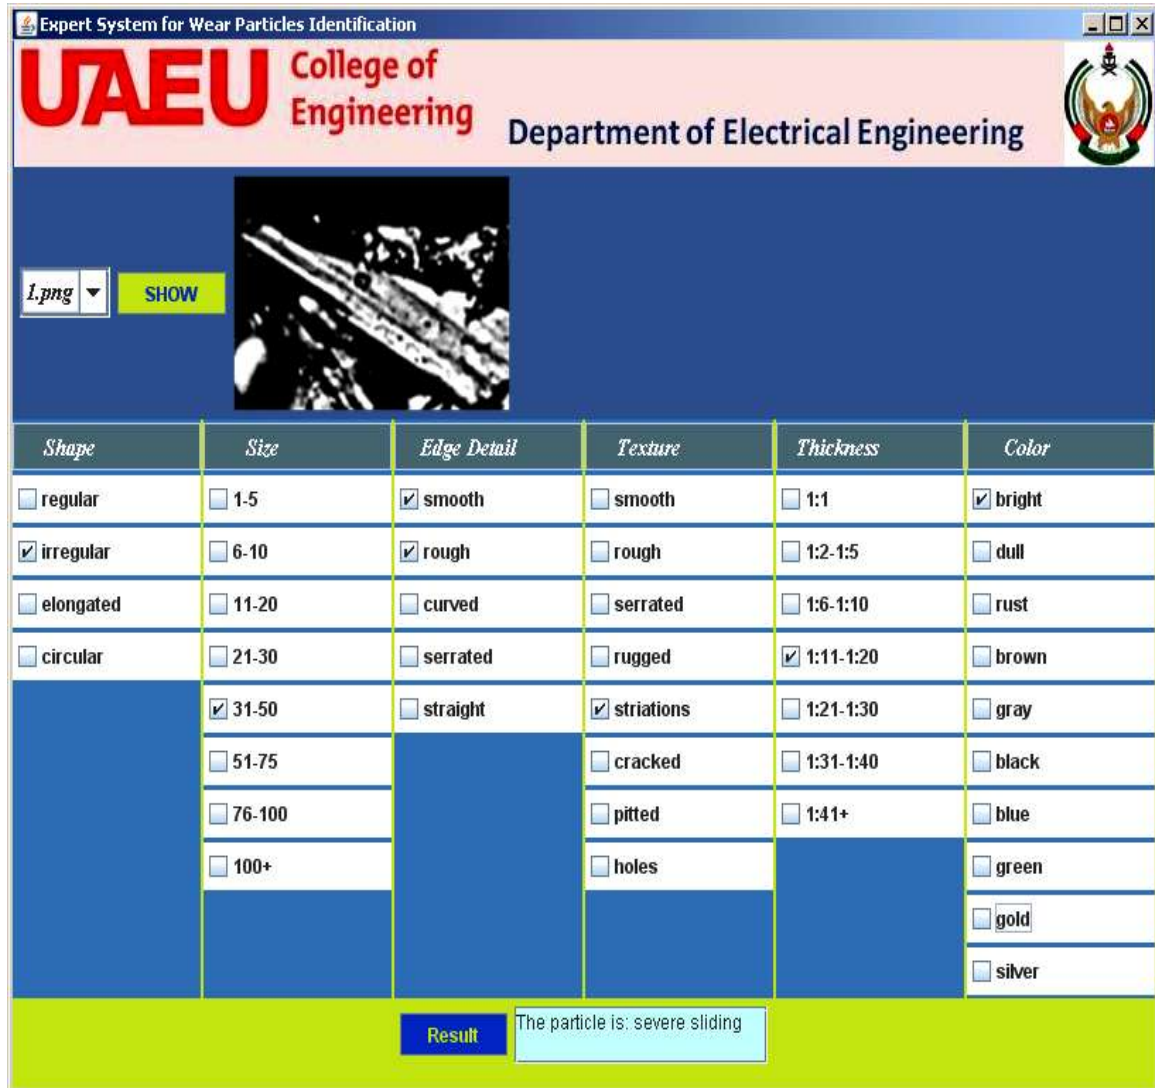 Expert System for Wear Particles Identification
UAEU College of Engineering
Department of Electrical Engineering
1.png SHOW
Shape Size Edge Detail Texture Thickness Color
regular 1-5 smooth smooth 1:1 bright
irregular 6-10 rough rough 1:2-1:5 dull
elongated 11-20 curved serrated 1:6-1:10 rust
circular 21-30 serrated rugged 1:11-1:20 brown
31-50 straight striations 1:21-1:30 gray
51-75 cracked 1:31-1:40 black
76-100 pitted 1:41+ blue
100+ holes green
gold
silver
Result The particle is: severe sliding